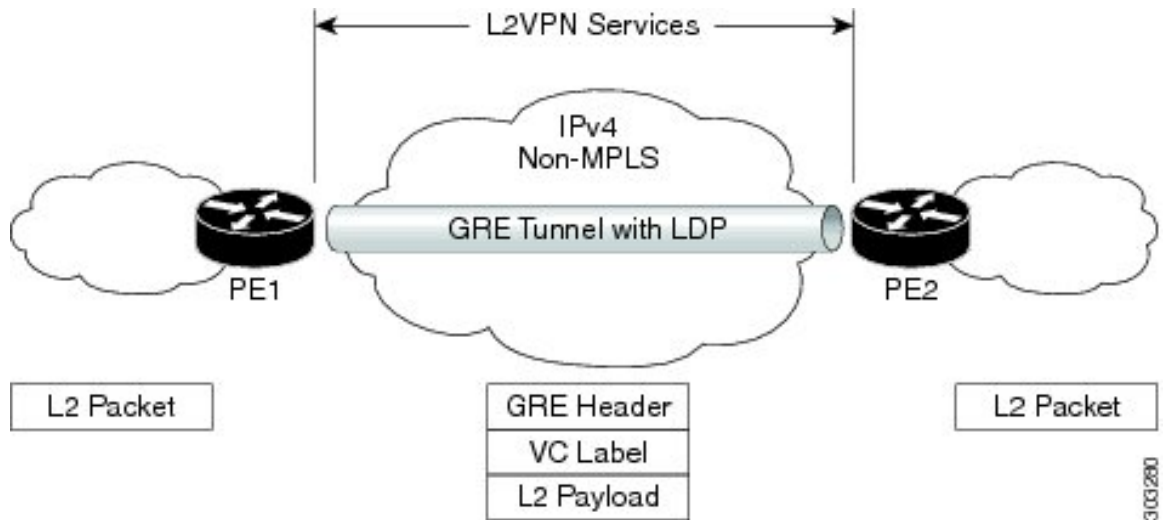 L2VPN Services
IPv4
Non-MPLS
GRE Tunnel with LDP
PE1
PE2
L2 Packet
GRE Header
VC Label
L2 Payload
L2 Packet
303280